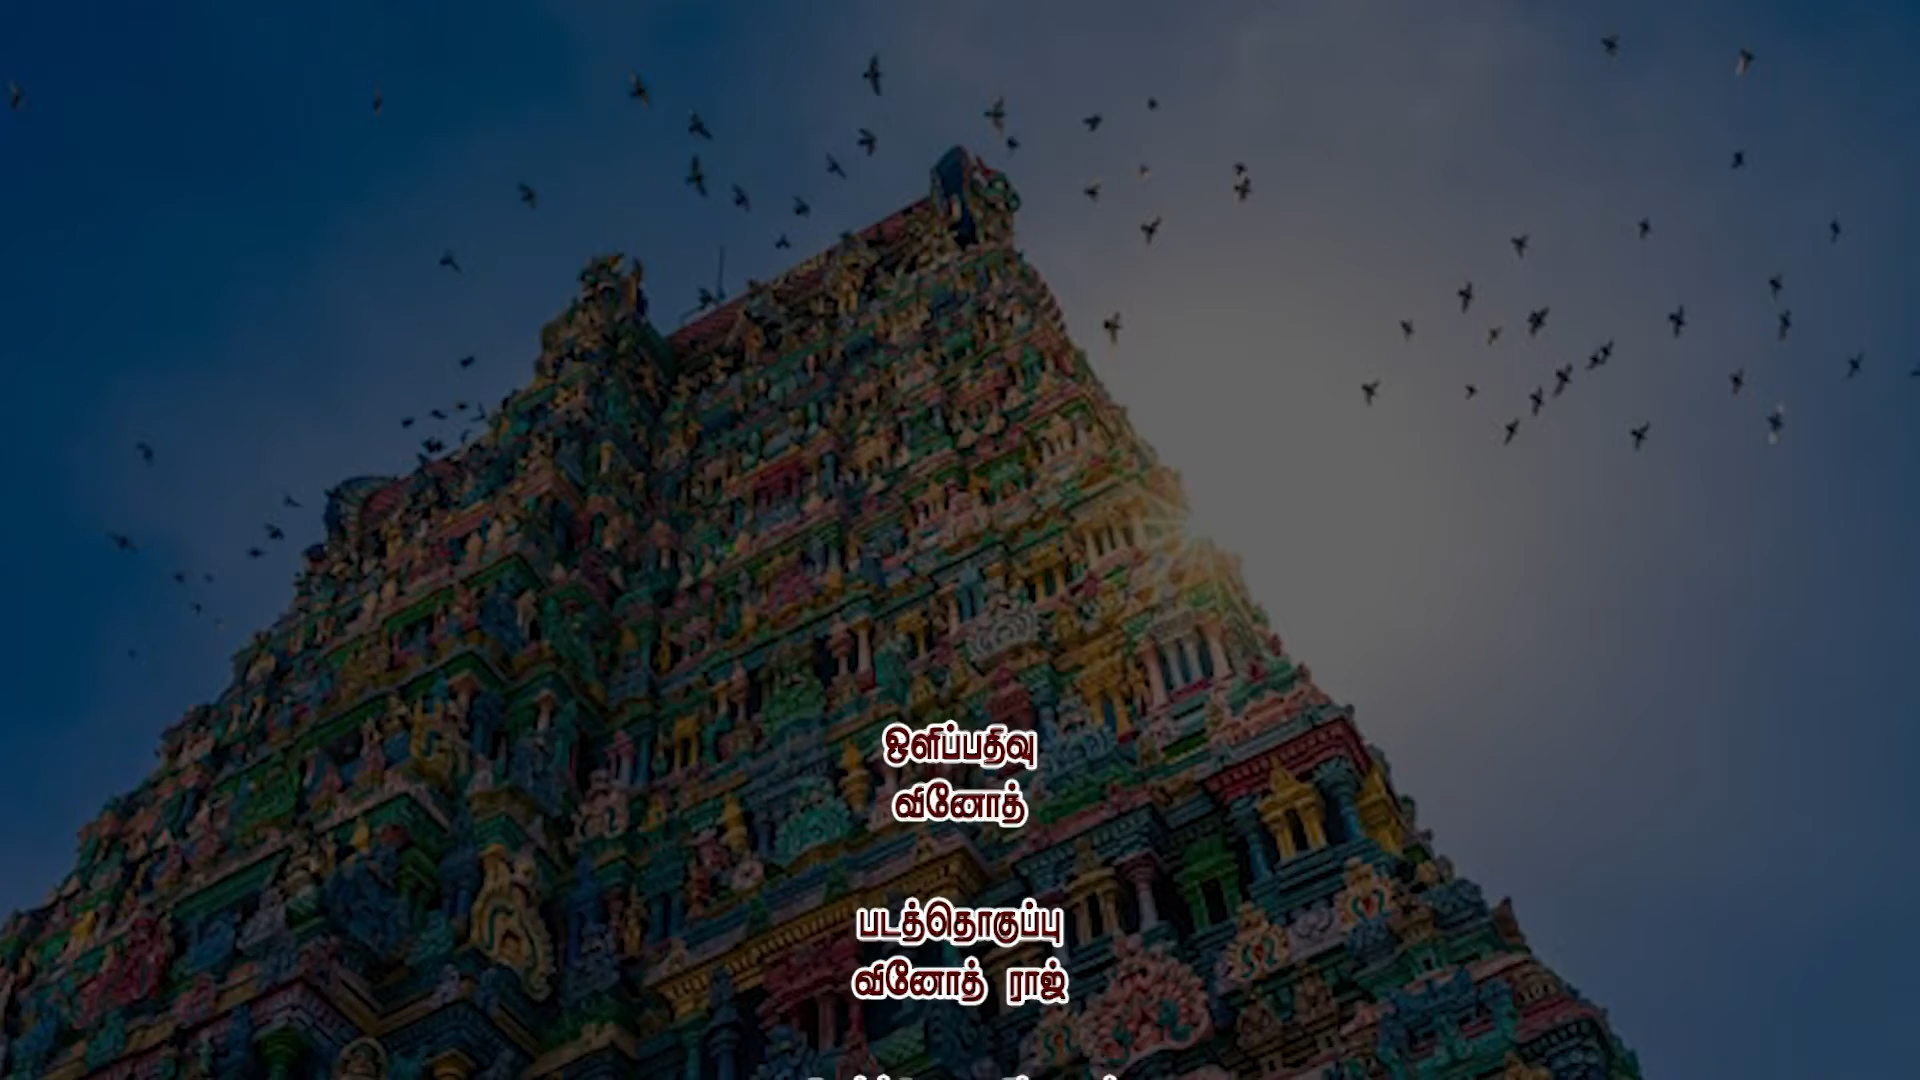 ஒளிப்பதிவு
வினோத்
படத்தொகுப்பு
வினோத் ராஜ்